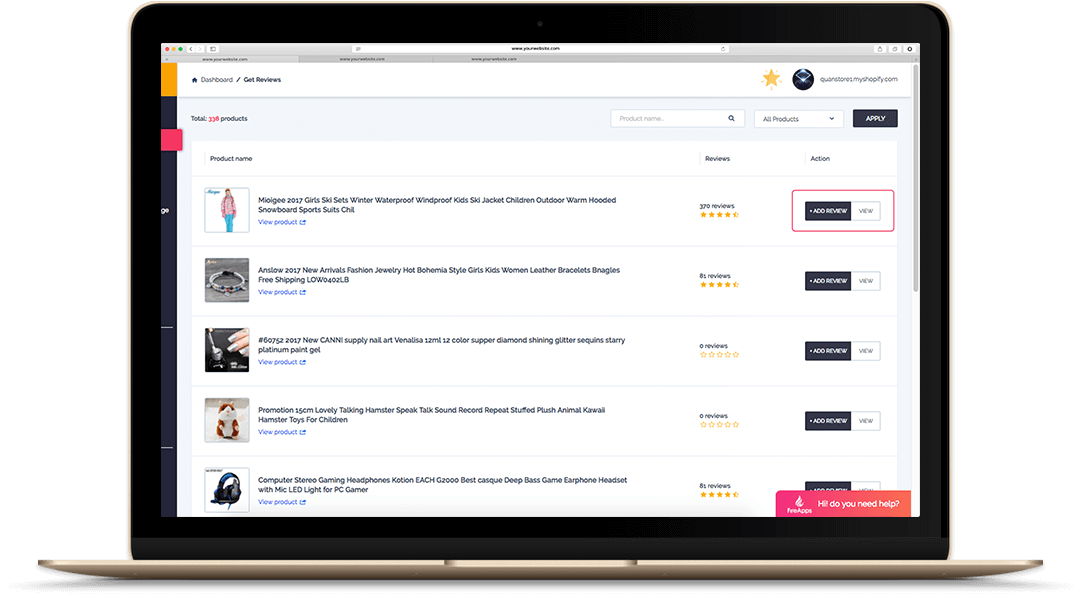 www.yourwebsite.com
www.yourwebsite.com www.yourwebsite.com www.yourwebsite.com
Dashboard / Get Reviews quanstore1.myshopify.com
Total: 336 products Product name... All Products APPLY
Product name Reviews Action
Mioigee 2017 Girls Ski Sets Winter Waterproof Windproof Kids Ski Jacket Children Outdoor Warm Hooded
Snowboard Sports Suits Chil
View product
370 reviews
+ ADD REVIEW VIEW
Anslow 2017 New Arrivals Fashion Jewelry Hot Bohemia Style Girls Kids Women Leather Bracelets Bnagles
Free Shipping LOW0402LB
View product
81 reviews
+ ADD REVIEW VIEW
#60752 2017 New CANNI supply nail art Venalisa 12ml 12 color supper diamond shining glitter sequins starry
platinum paint gel
View product
0 reviews
+ ADD REVIEW VIEW
Promotion 15cm Lovely Talking Hamster Speak Talk Sound Record Repeat Stuffed Plush Animal Kawaii
Hamster Toys For Children
View product
0 reviews
+ ADD REVIEW VIEW
Computer Stereo Gaming Headphones Kotion EACH G2000 Best casque Deep Bass Game Earphone Headset
with Mic LED Light for PC Gamer
View product
81 reviews
+ ADD REVIEW VIEW
FireApps Hi! do you need help?
ge